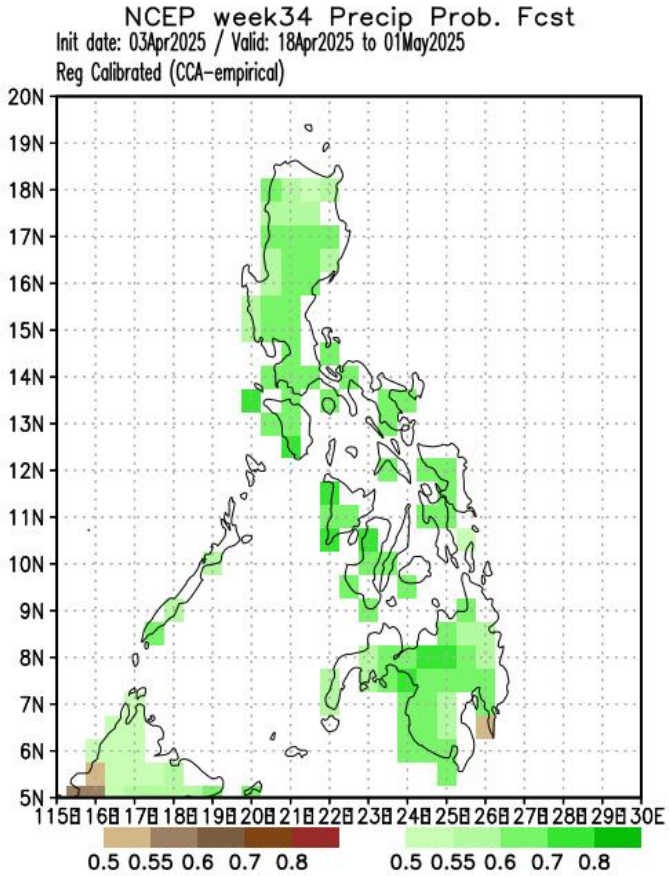 NCEP week34 Precip Prob. Fcst
Init date: 03Apr2025 / Valid: 18Apr2025 to 01May2025
Reg Calibrated (CCA-empirical)
20N
19N
18N
17N
16N
15N
14N
13N
12N
11N
10N
9N
8N
7N
6N
5N
115E 116E 117E 118E 119E 120E 121E 122E 123E 124E 125E 126E 127E 128E 129E 130E
0.5 0.55 0.6 0.7 0.8 0.5 0.55 0.6 0.7 0.8